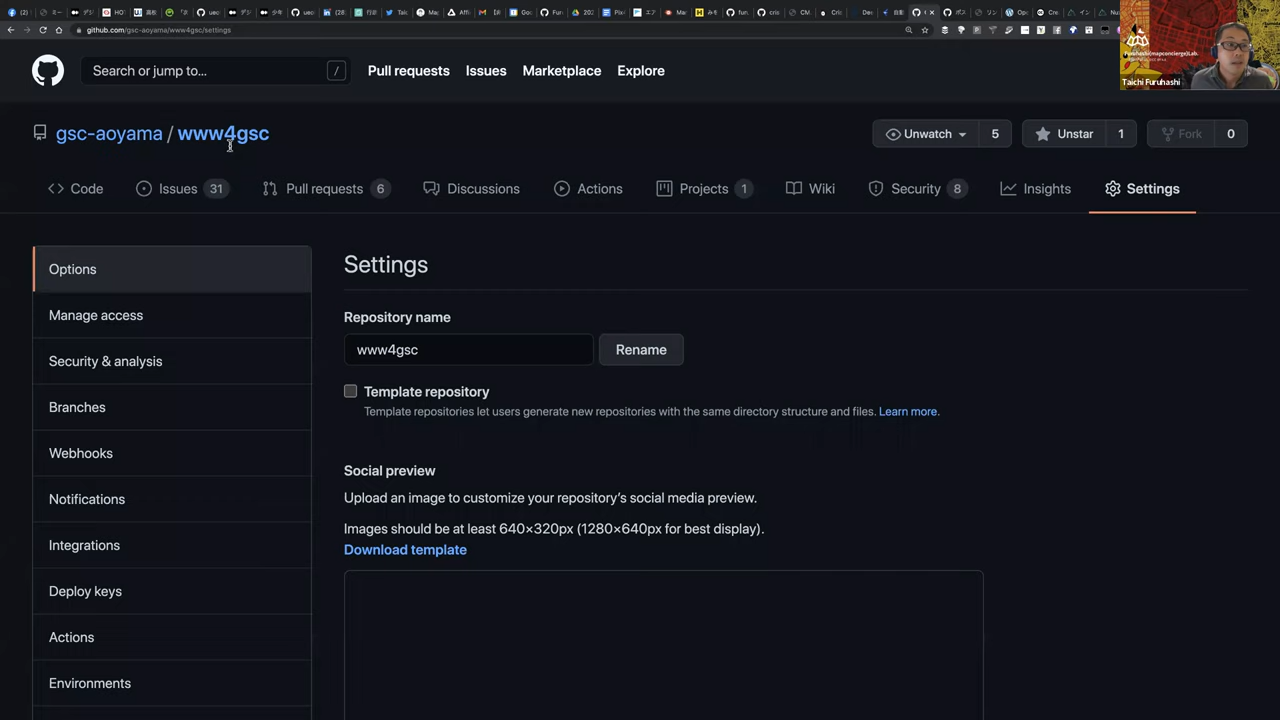 github.com/gsc-aoyama/www4gsc/settings
Search or jump to...
/
Pull requests
Issues
Marketplace
Explore
Taichi Furuhashi
gsc-aoyama / www4gsc
Unwatch 5
Unstar 1
Fork 0
Code
Issues 31
Pull requests 6
Discussions
Actions
Projects 1
Wiki
Security 8
Insights
Settings
Options
Manage access
Security & analysis
Branches
Webhooks
Notifications
Integrations
Deploy keys
Actions
Environments
Settings
Repository name
www4gsc
Rename
Template repository
Template repositories let users generate new repositories with the same directory structure and files. Learn more.
Social preview
Upload an image to customize your repository's social media preview.
Images should be at least 640×320px (1280×640px for best display).
Download template